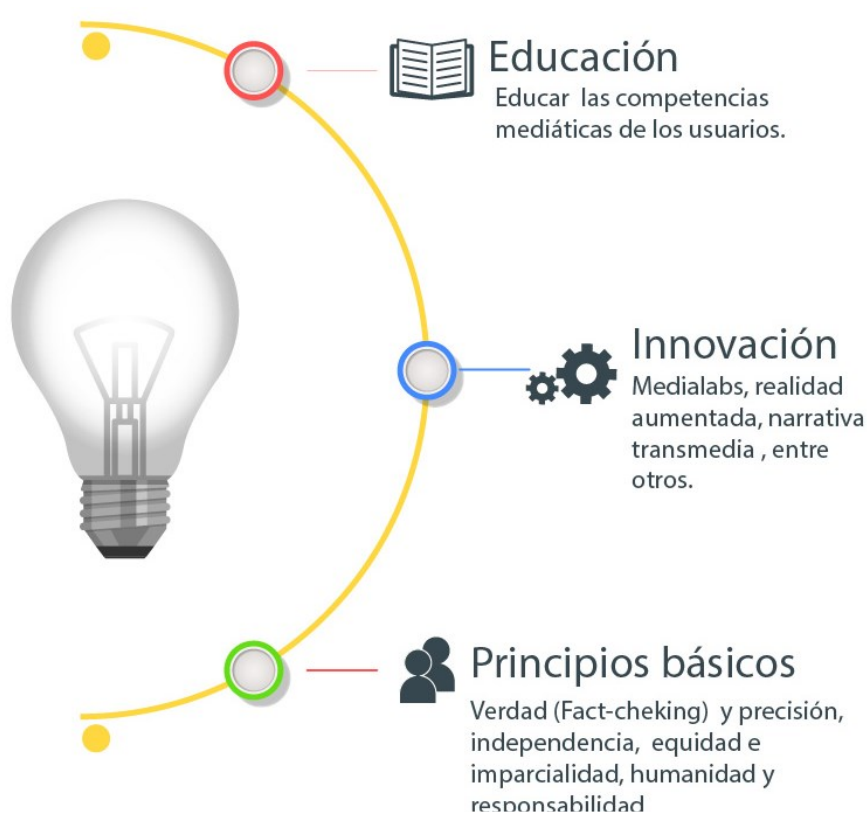 Educación
Educar las competencias
mediáticas de los usuarios.
Innovación
Medialabs, realidad
aumentada, narrativa
transmedia , entre
otros.
Principios básicos
Verdad (Fact-cheking) y precisión,
independencia, equidad e
imparcialidad, humanidad y
responsabilidad